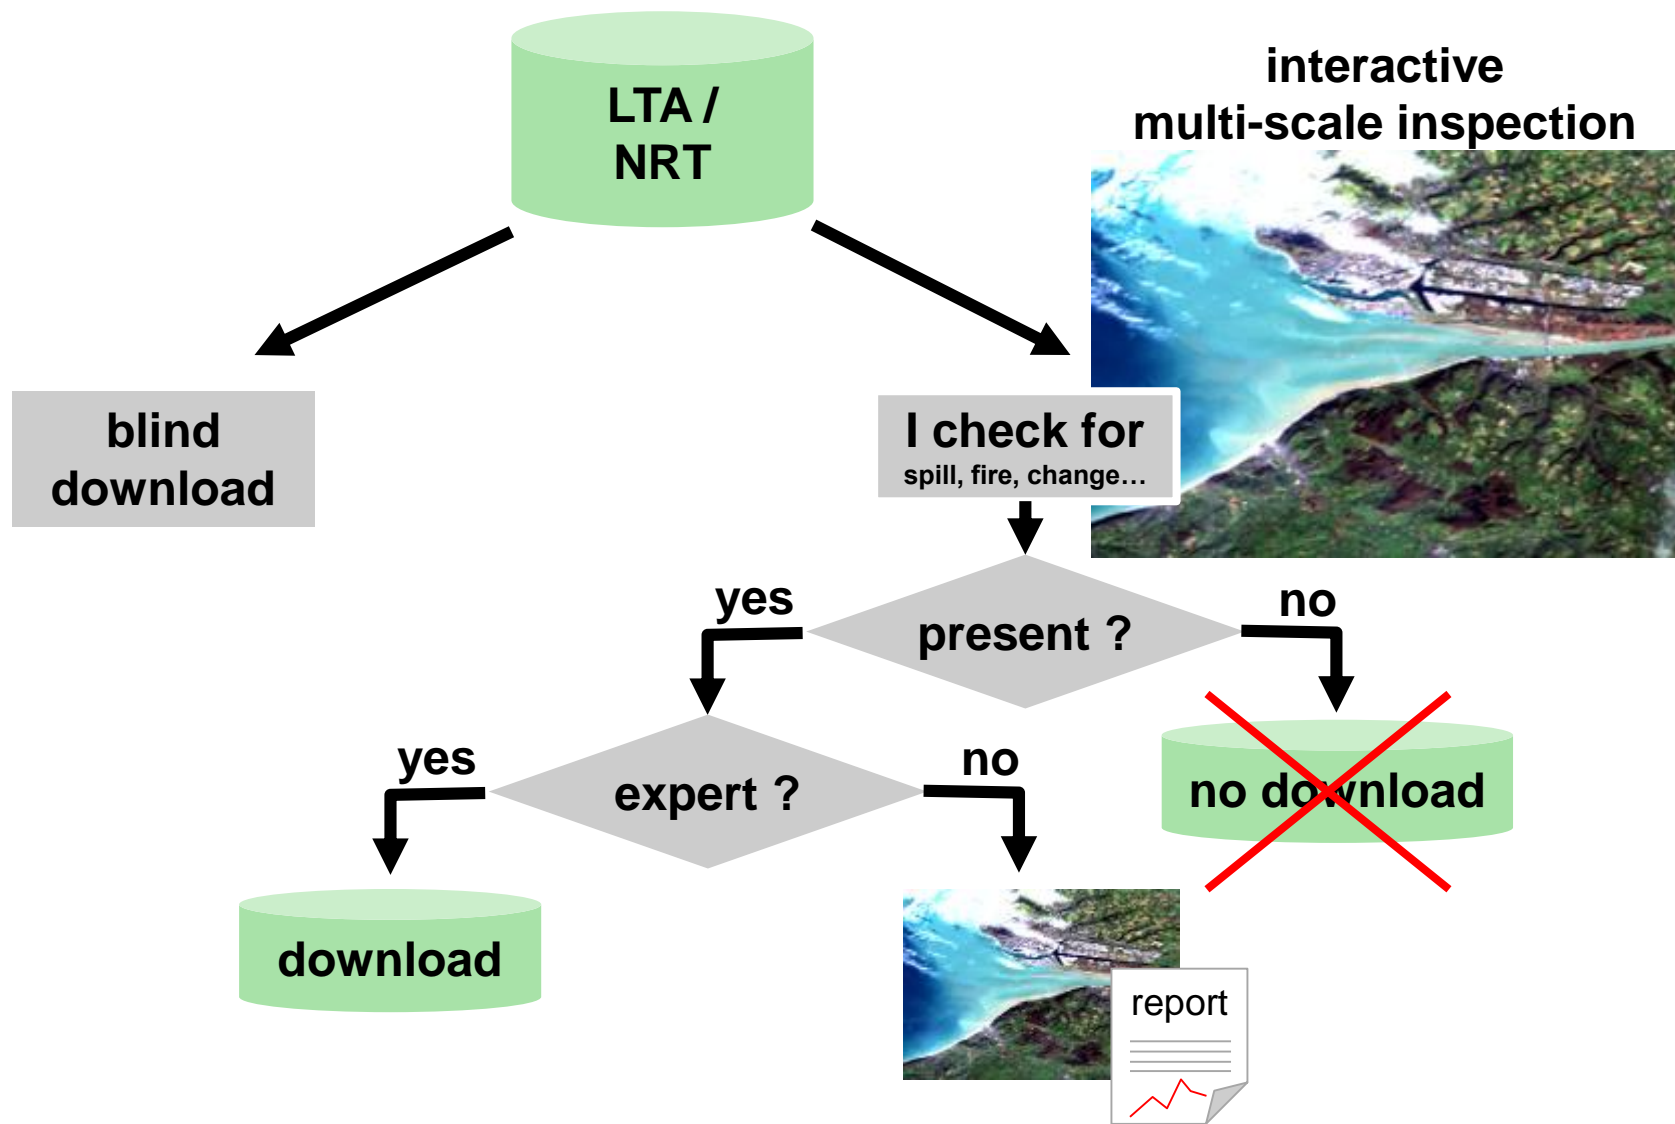 LTA /
NRT
interactive
multi-scale inspection
blind
download
I check for
spill, fire, change…
yes
present ?
no
yes
expert ?
no
no download
download
report